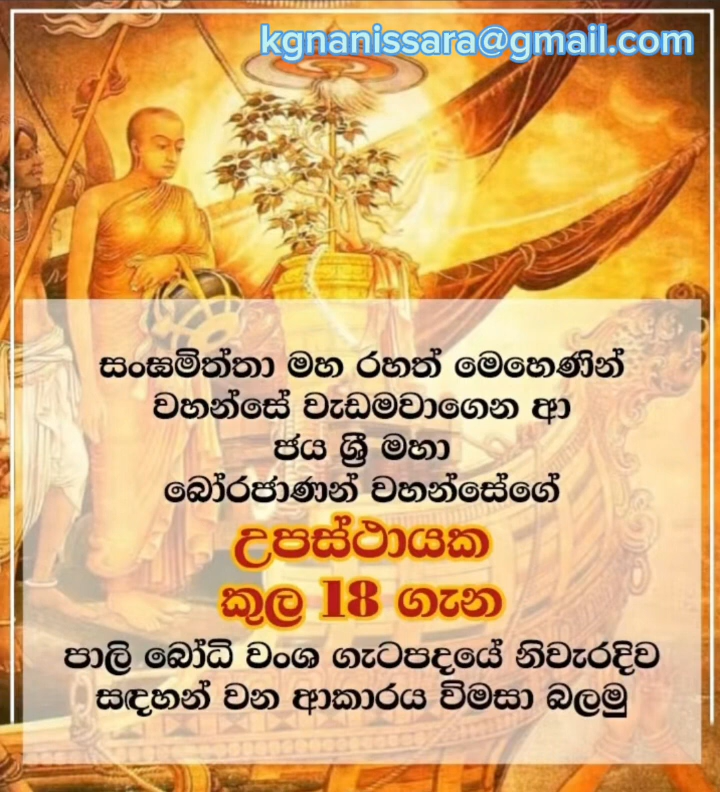 kgnanissara@gmail.com
සංඝමිත්තා මහ රහත් මෙහෙණින්
වහන්සේ වැඩමවාගෙන ආ
ජය ශ්‍රී මහා
බෝරජාණන් වහන්සේගේ
උපස්ථායක
කුල 18 ගැන
පාලි බෝධි වංශ ගැටපදයේ නිවැරදිව
සඳහන් වන ආකාරය විමසා බලමු